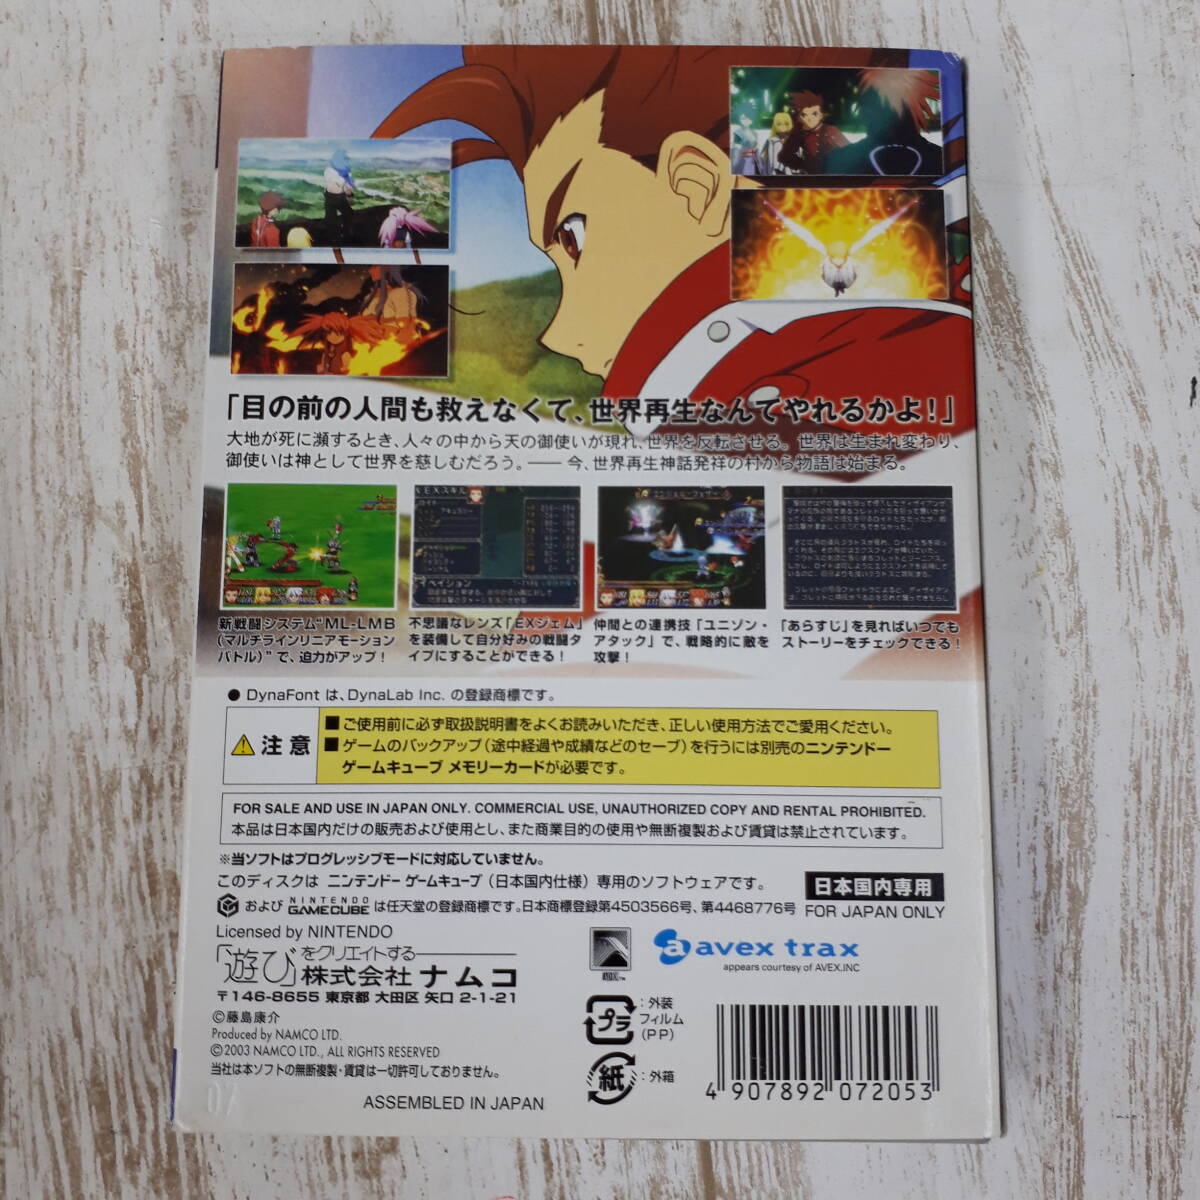 「目の前の人間も救えなくて、世界再生なんてやれるかよ！」
大地が死に瀕するとき、人々の中から天の御使いが現れ、世界を反転させる。世界は生まれ変わり、
御使いは神として世界を慈しむだろう。── 今、世界再生神話発祥の村から物語は始まる。
EXスキル
新戦闘システム"ML-LMB
(マルチラインリニアモーション
バトル)"で、迫力がアップ！
不思議なレンズ「EXジェム」
を装備して自分好みの戦闘タ
イプにすることができる！
仲間との連携技「ユニゾン・
アタック」で、戦略的に敵を
攻撃！
「あらすじ」を見ればいつでも
ストーリーをチェックできる！
● DynaFont は、DynaLab Inc. の登録商標です。
注意
■ご使用前に必ず取扱説明書をよくお読みいただき、正しい使用方法でご愛用ください。
■ゲームのバックアップ(途中経過や成績などのセーブ)を行うには別売のニンテンドー
ゲームキューブ メモリーカードが必要です。
FOR SALE AND USE IN JAPAN ONLY. COMMERCIAL USE, UNAUTHORIZED COPY AND RENTAL PROHIBITED.
本品は日本国内だけの販売および使用とし、また商業目的の使用や無断複製および賃貸は禁止されています。
※当ソフトはプログレッシブモードに対応していません。
このディスクは ニンテンドー ゲームキューブ (日本国内仕様) 専用のソフトウェアです。
日本国内専用
FOR JAPAN ONLY
および NINTENDO GAMECUBE は任天堂の登録商標です。日本商標登録第4503566号、第4468776号
Licensed by NINTENDO
「遊び」をクリエイトする
株式会社 ナムコ
〒146-8655 東京都 大田区 矢口 2-1-21
avex trax
appears courtesy of AVEX.INC
©藤島康介
Produced by NAMCO LTD.
©2003 NAMCO LTD., ALL RIGHTS RESERVED
当社は本ソフトの無断複製・賃貸は一切許可しておりません。
ASSEMBLED IN JAPAN
プラ
：外装
フィルム
(PP)
紙
：外箱
4 907892 072053